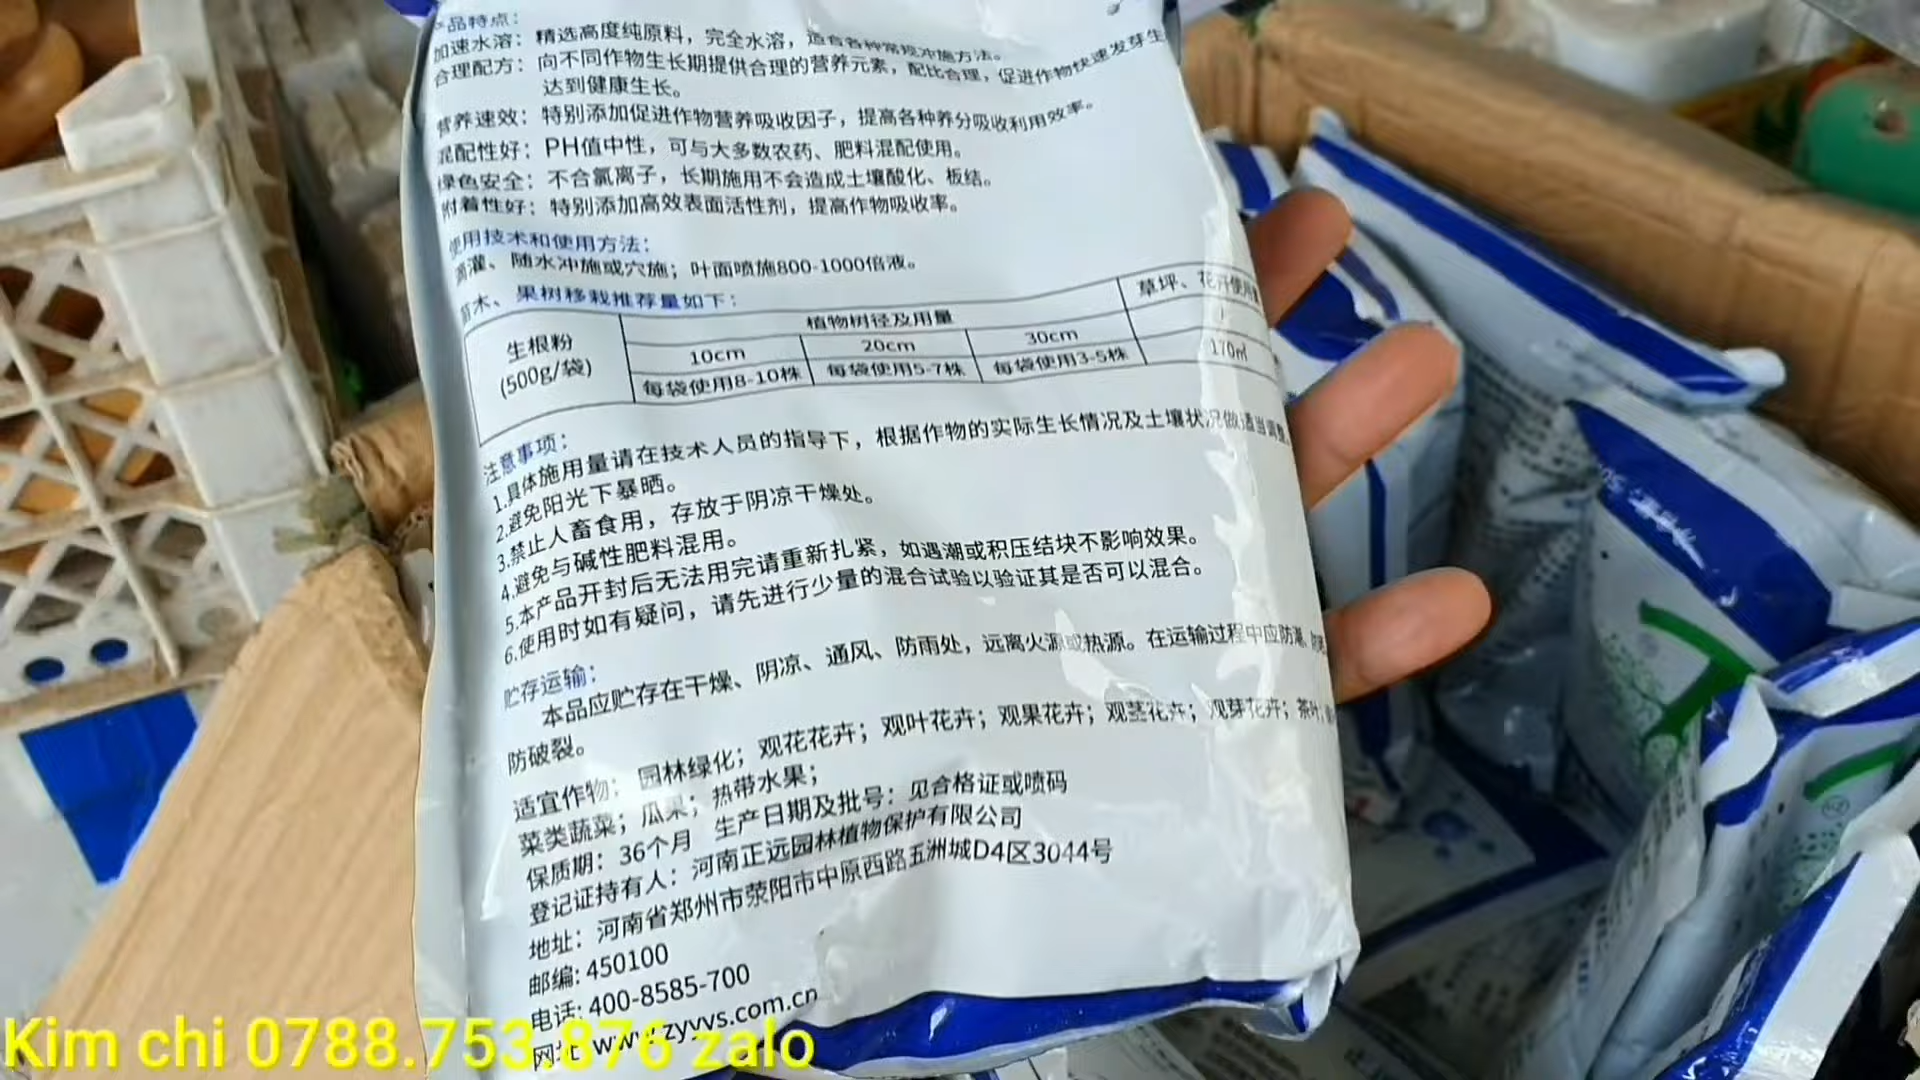 产品特点：
加速水溶：精选高度纯原料，完全水溶，适合各种常规冲施方法。
合理配方：向不同作物生长期提供合理的营养元素，配比合理，促进作物快速发芽生
达到健康生长。
营养速效：特别添加促进作物营养吸收因子，提高各种养分吸收利用效率。
混配性好：PH值中性，可与大多数农药、肥料混配使用。
绿色安全：不合氯离子，长期施用不会造成土壤酸化、板结。
附着性好：特别添加高效表面活性剂，提高作物吸收率。
使用技术和使用方法：
滴灌、随水冲施或穴施；叶面喷施800-1000倍液。
苗木、果树移栽推荐量如下：
生根粉 植物树径及用量 草坪、花卉使用
(500g/袋) 10cm 20cm 30cm 170㎡
每袋使用8-10株 每袋使用5-7株 每袋使用3-5株
注意事项：
1.具体施用量请在技术人员的指导下，根据作物的实际生长情况及土壤状况做适当调整
2.避免阳光下暴晒。
3.禁止人畜食用，存放于阴凉干燥处。
4.避免与碱性肥料混用。
5.本产品开封后无法用完请重新扎紧，如遇潮或积压结块不影响效果。
6.使用时如有疑问，请先进行少量的混合试验以验证其是否可以混合。
贮存运输：
本品应贮存在干燥、阴凉、通风、防雨处，远离火源或热源。在运输过程中应防潮、
防破裂。
适宜作物：园林绿化；观花花卉；观叶花卉；观果花卉；观茎花卉；观芽花卉；茶叶；
菜类蔬菜；瓜果；热带水果；
保质期：36个月 生产日期及批号：见合格证或喷码
登记证持有人：河南正远园林植物保护有限公司
地址：河南省郑州市荥阳市中原西路五洲城D4区3044号
邮编: 450100
电话: 400-8585-700
网址: www.zyvvs.com.cn
Kim chi 0788.753.876 zalo